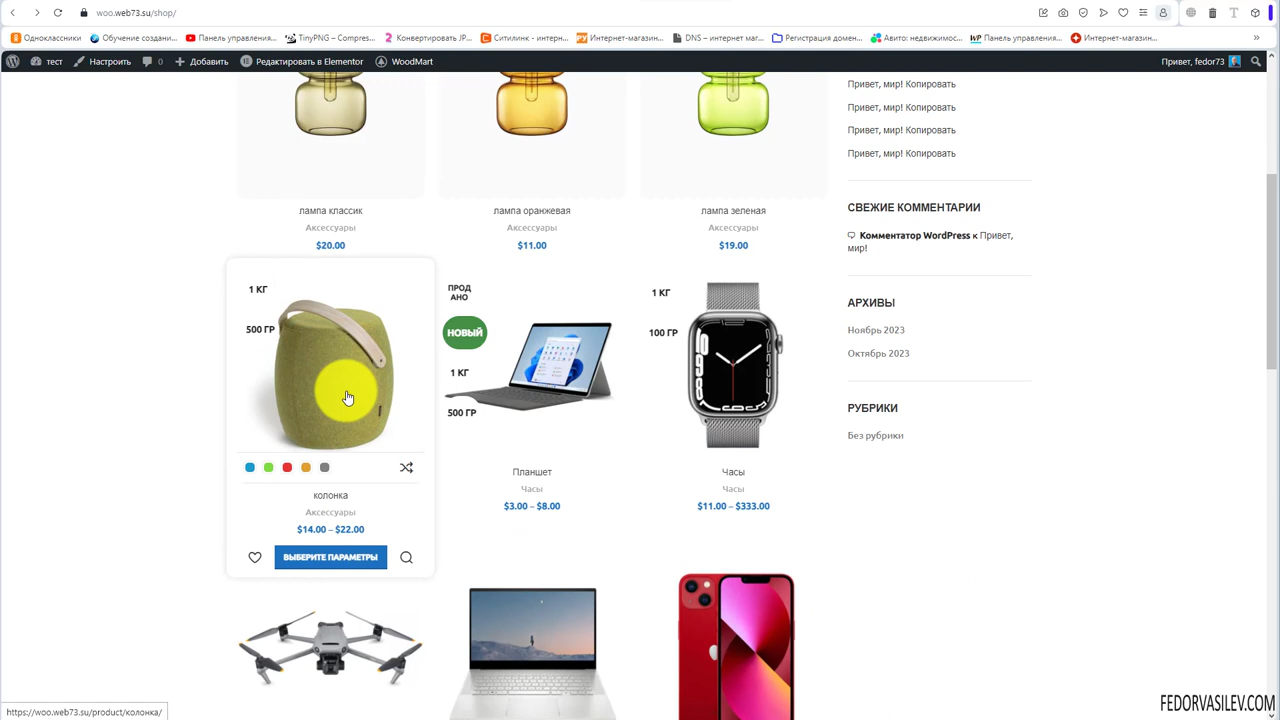 woo.web73.su/shop/
Одноклассники
Обучение создани...
Панель управления...
TinyPNG – Compres...
Конвертировать JP...
Ситилинк - интерн...
Интернет-магазин...
DNS – интернет маг...
Регистрация домен...
Авито: недвижимос...
Панель управления...
Интернет-магазин...
тест
Настроить
0
Добавить
Редактировать в Elementor
WoodMart
Привет, fedor73
Привет, мир! Копировать
Привет, мир! Копировать
Привет, мир! Копировать
Привет, мир! Копировать
лампа классик
Аксессуары
$20.00
лампа оранжевая
Аксессуары
$11.00
лампа зеленая
Аксессуары
$19.00
СВЕЖИЕ КОММЕНТАРИИ
Комментатор WordPress к Привет,
мир!
АРХИВЫ
Ноябрь 2023
Октябрь 2023
РУБРИКИ
Без рубрики
1 КГ
500 ГР
колонка
Аксессуары
$14.00 – $22.00
ВЫБЕРИТЕ ПАРАМЕТРЫ
ПРОД
АНО
НОВЫЙ
1 КГ
500 ГР
Планшет
Часы
$3.00 – $8.00
1 КГ
100 ГР
Часы
Часы
$11.00 – $333.00
http://woo.web73.su/product/колонка/
FEDORVASILEV.COM